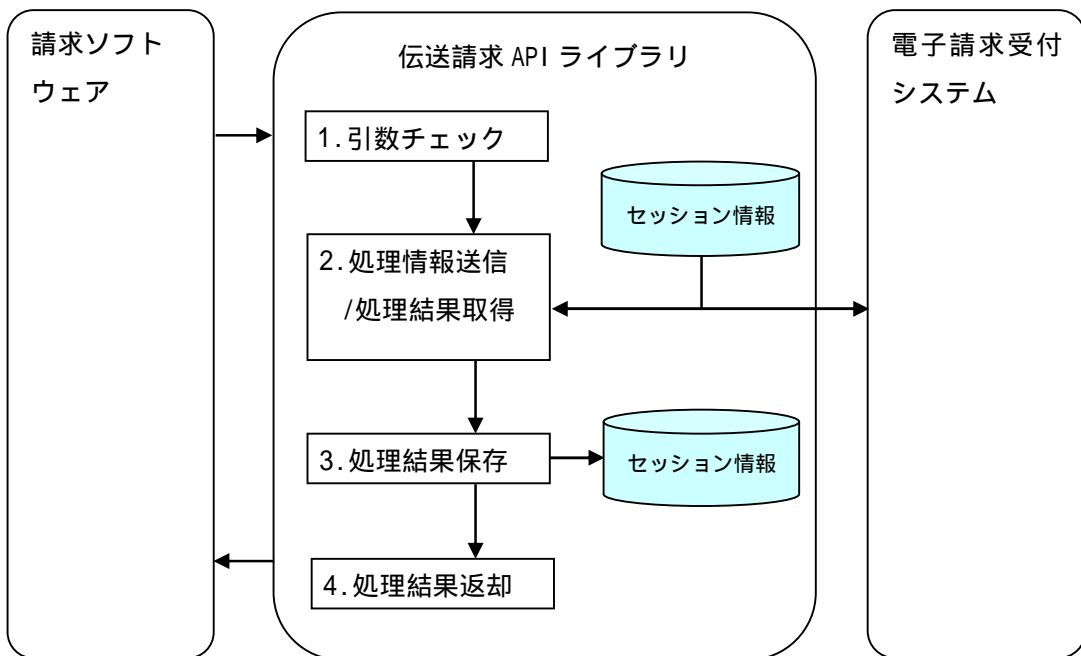 請求ソフト
ウェア
伝送請求 API ライブラリ
電子請求受付
システム
1.引数チェック
セッション情報
2.処理情報送信
/処理結果取得
3.処理結果保存
セッション情報
4.処理結果返却